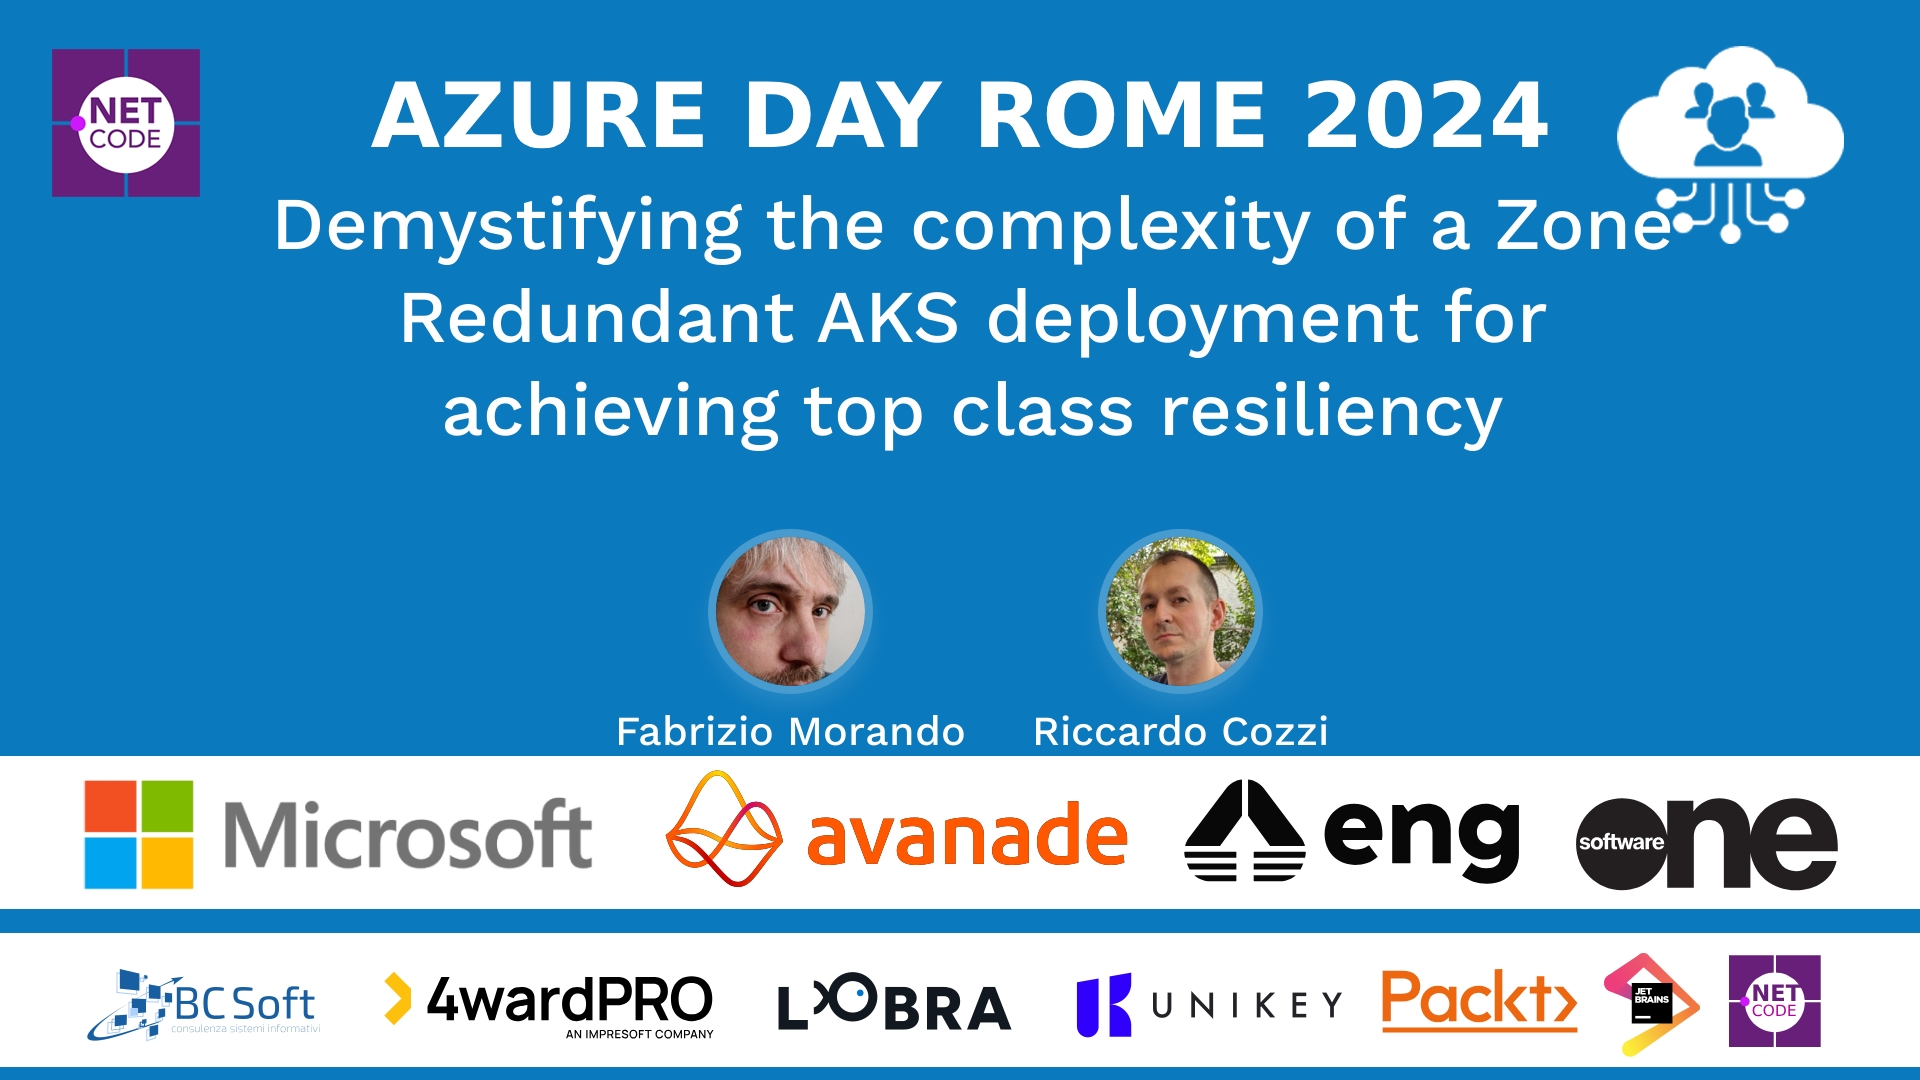 NET
CODE
AZURE DAY ROME 2024
Demystifying the complexity of a Zone
Redundant AKS deployment for
achieving top class resiliency
Fabrizio Morando
Riccardo Cozzi
Microsoft
avanade
eng
software one
BC Soft
consulenza sistemi informativi
4wardPRO
AN IMPRESOFT COMPANY
LOBRA
UNIKEY
Packt>
JET
BRAINS
NET
CODE